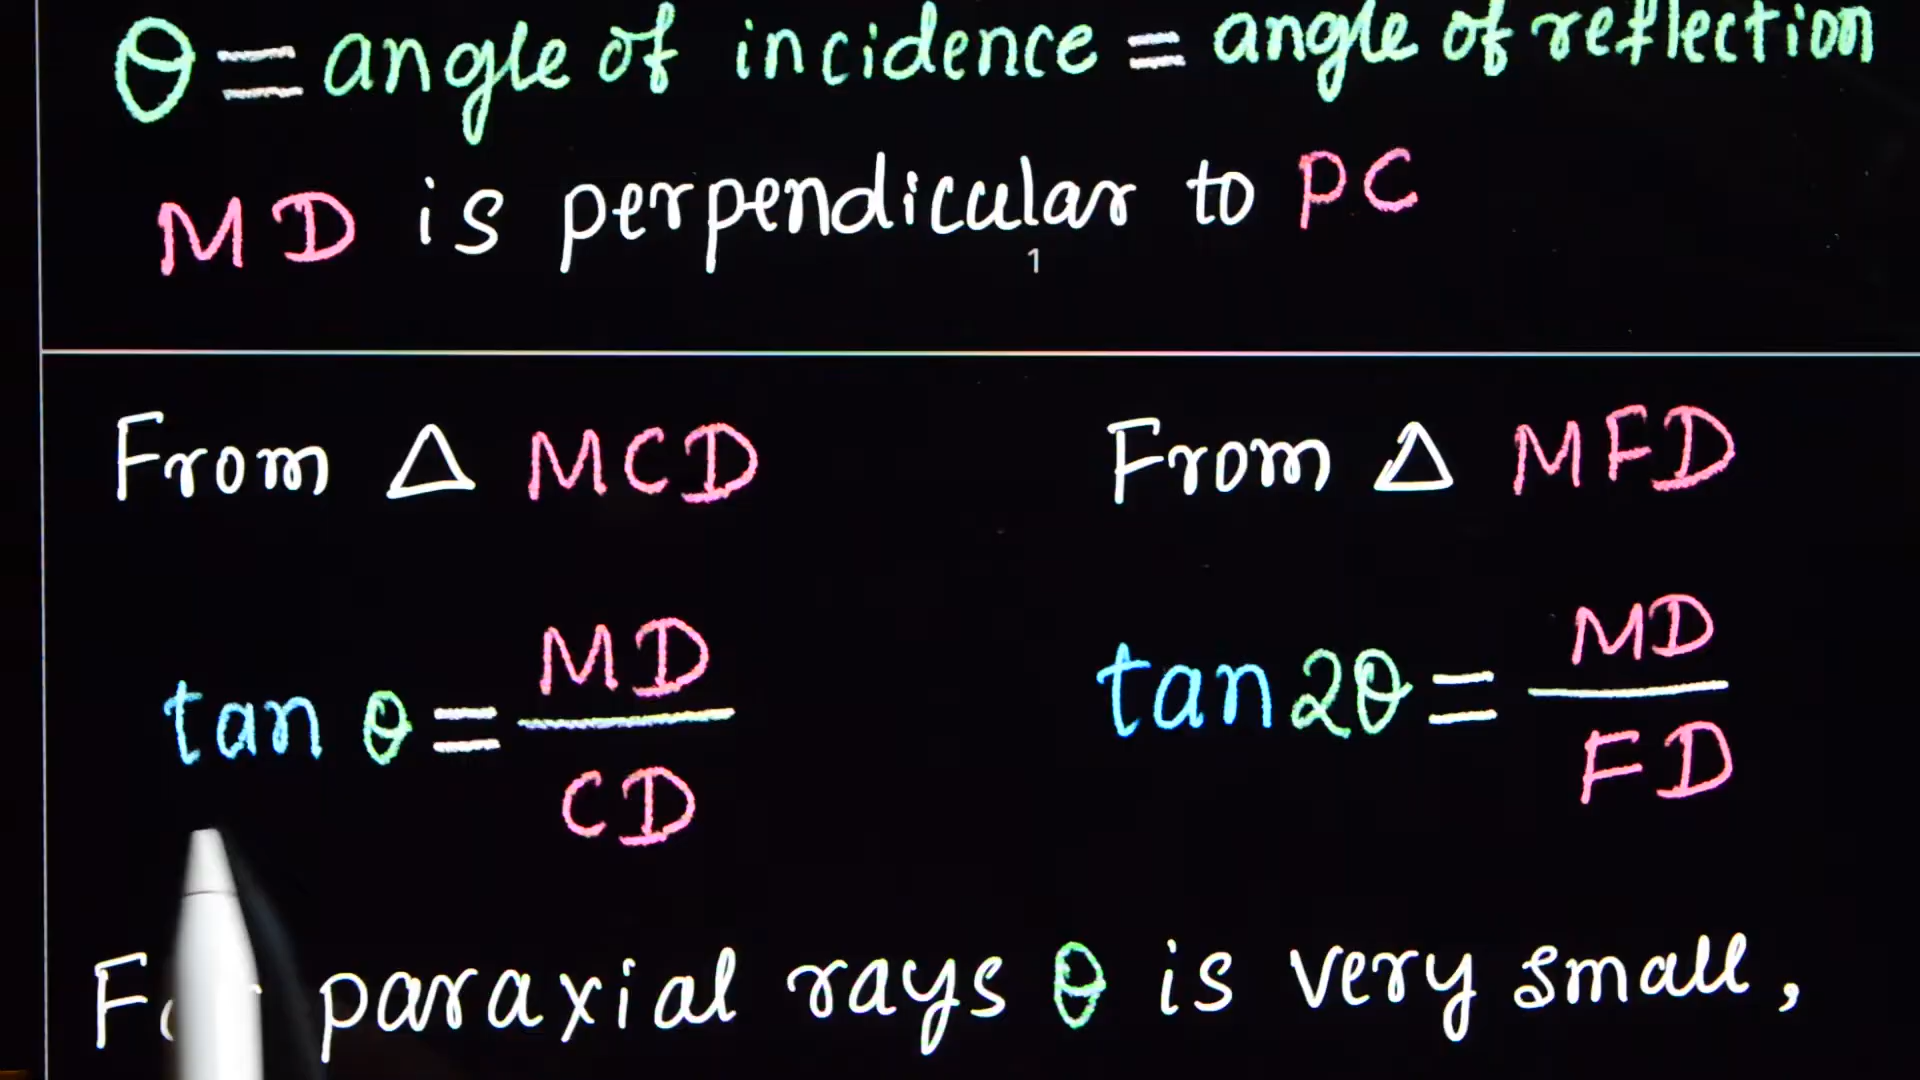 θ = angle of incidence = angle of reflection
MD is perpendicular to PC
1
From △ MCD
From △ MFD
tan θ = MD/CD
tan 2θ = MD/FD
paraxial rays θ is very small,